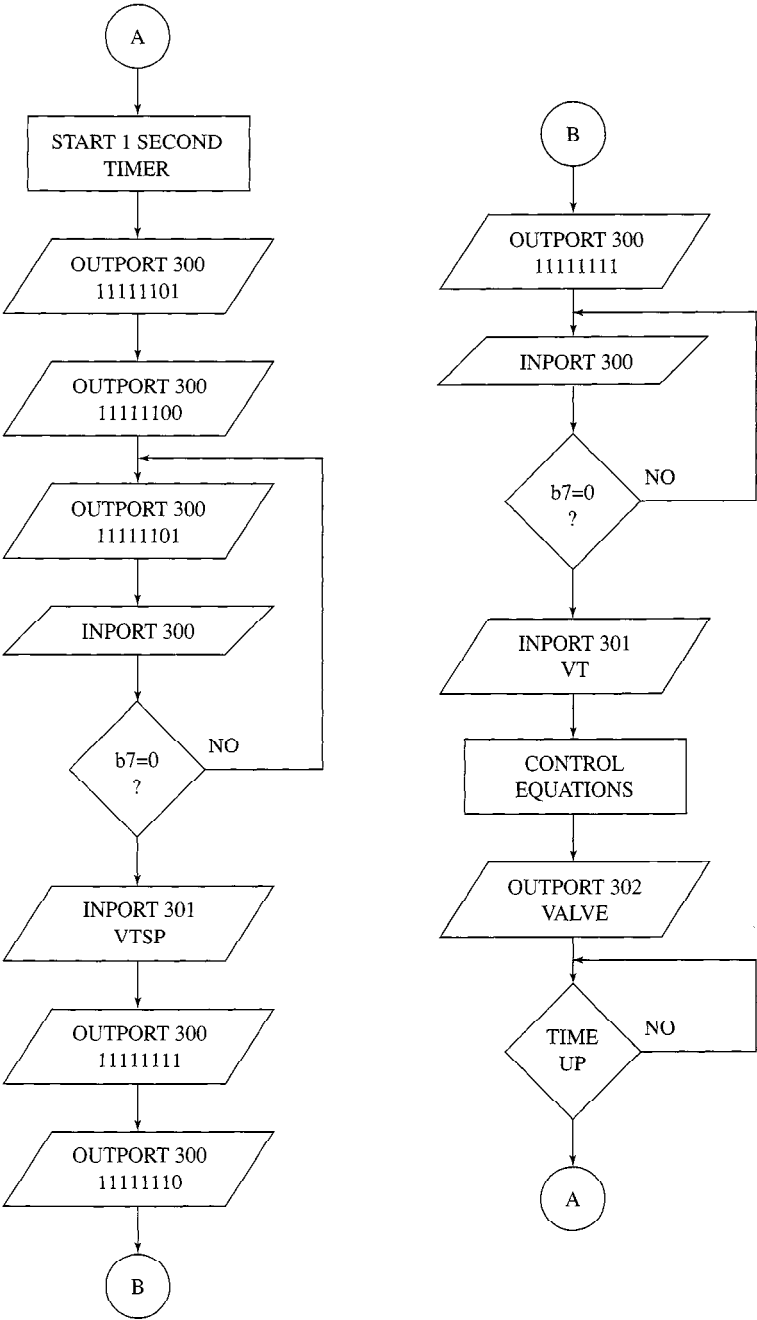 A
START 1 SECOND
TIMER
OUTPORT 300
11111101
OUTPORT 300
11111100
OUTPORT 300
11111101
INPORT 300
b7=0
?
NO
INPORT 301
VTSP
OUTPORT 300
11111111
OUTPORT 300
11111110
B
B
OUTPORT 300
11111111
INPORT 300
b7=0
?
NO
INPORT 301
VT
CONTROL
EQUATIONS
OUTPORT 302
VALVE
TIME
UP
NO
A